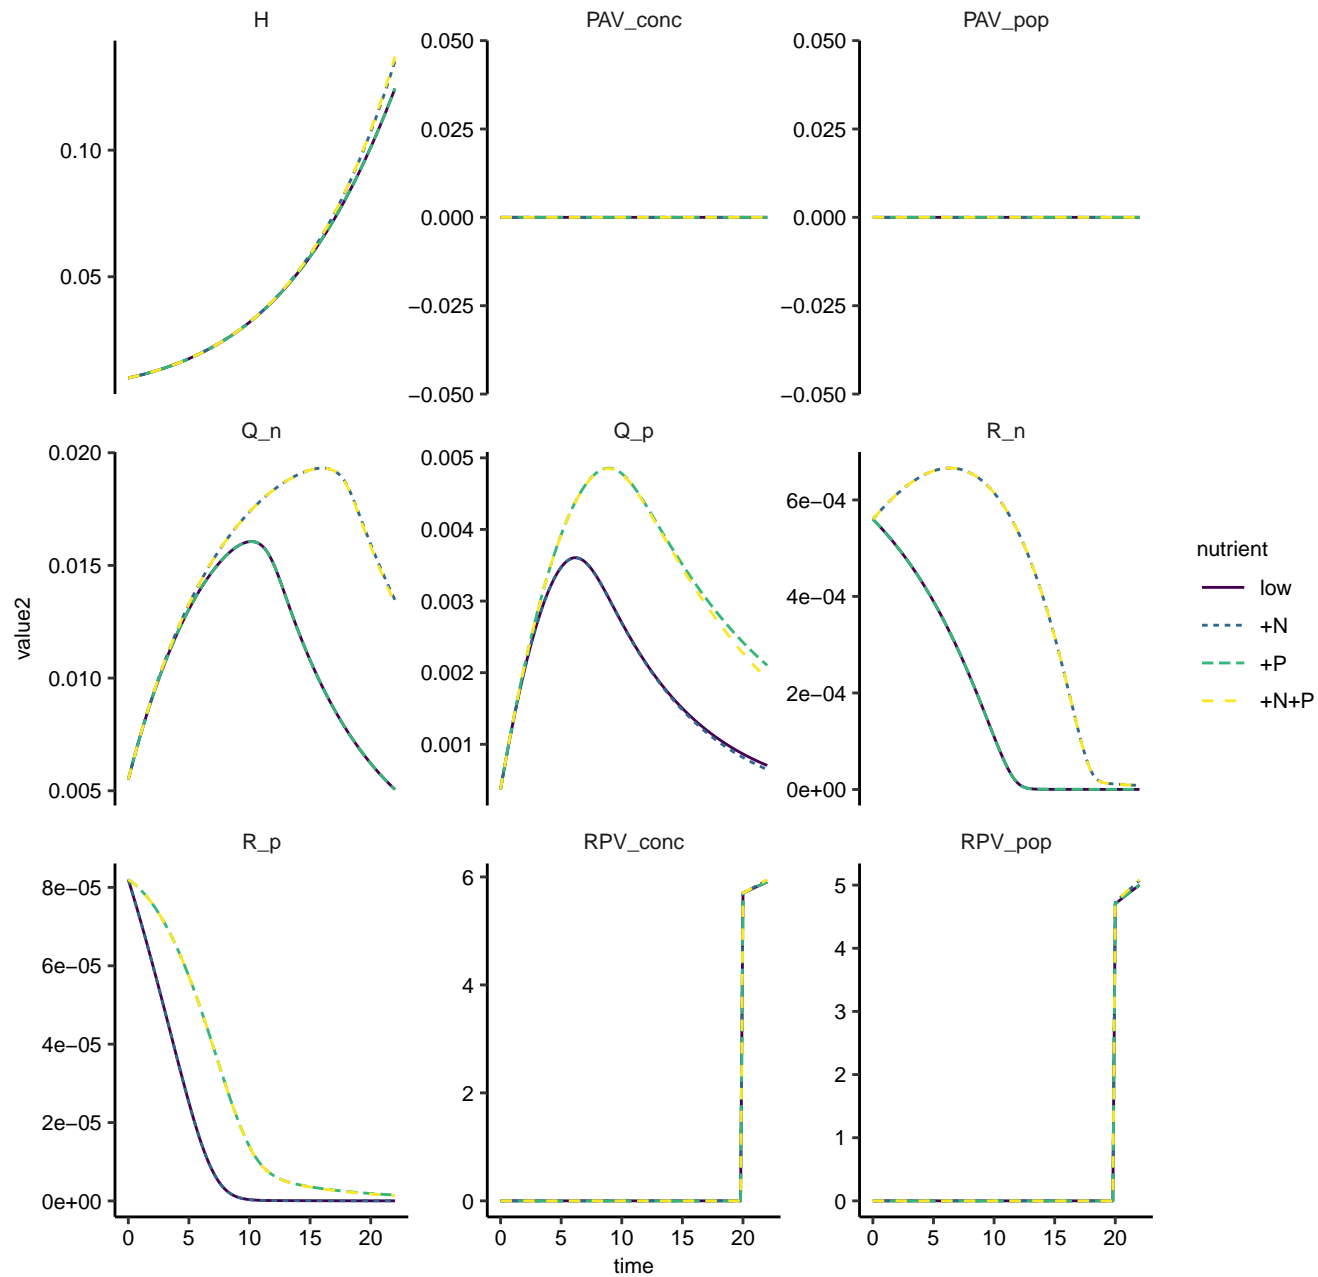 H
PAV_conc
PAV_pop
0.10
0.05
0.050
0.025
0.000
−0.025
−0.050
0.050
0.025
0.000
−0.025
−0.050
Q_n
Q_p
R_n
0.020
0.015
0.010
0.005
0.005
0.004
0.003
0.002
0.001
6e−04
4e−04
2e−04
0e+00
value2
nutrient
low
+N
+P
+N+P
R_p
RPV_conc
RPV_pop
8e−05
6e−05
4e−05
2e−05
0e+00
6
4
2
0
5
4
3
2
1
0
0 5 10 15 20
0 5 10 15 20
0 5 10 15 20
time